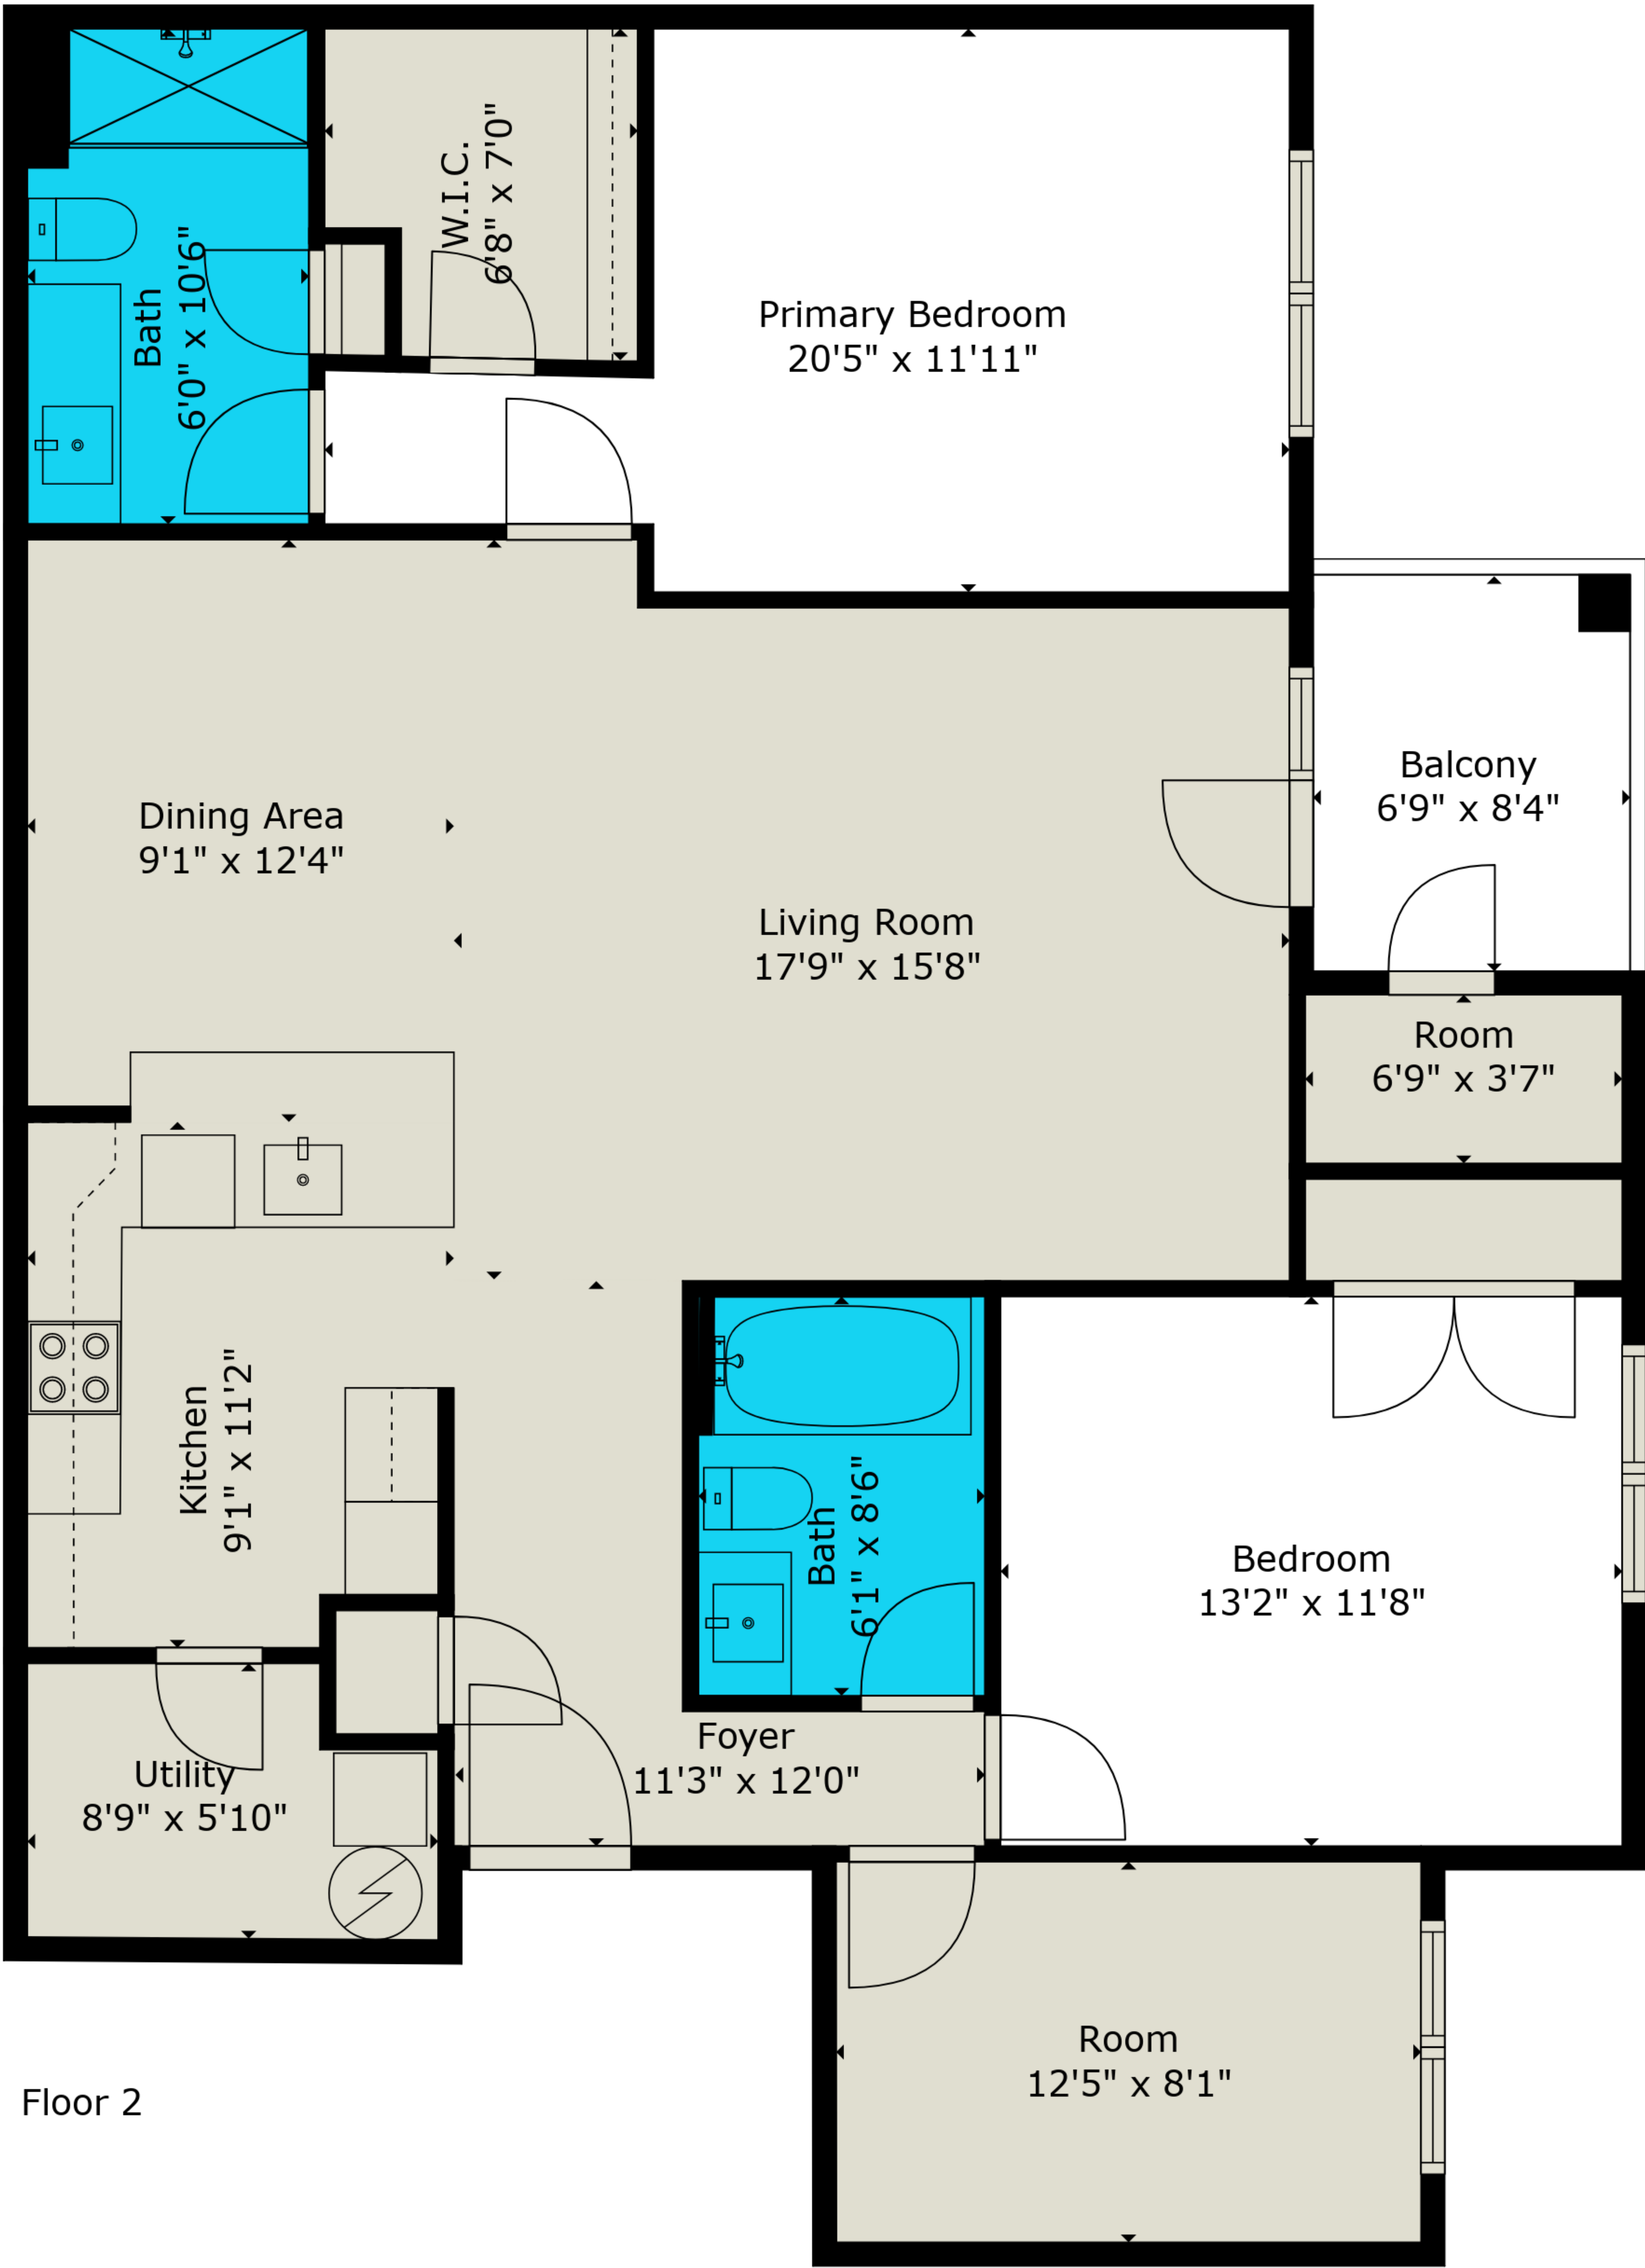 W.I.C.
6'8" x 7'0"
Bath
6'0" x 10'6"
Primary Bedroom
20'5" x 11'11"
Balcony
6'9" x 8'4"
Dining Area
9'1" x 12'4"
Living Room
17'9" x 15'8"
Room
6'9" x 3'7"
Kitchen
9'1" x 11'2"
Bath
6'1" x 8'6"
Bedroom
13'2" x 11'8"
Foyer
11'3" x 12'0"
Utility
8'9" x 5'10"
Room
12'5" x 8'1"
Floor 2